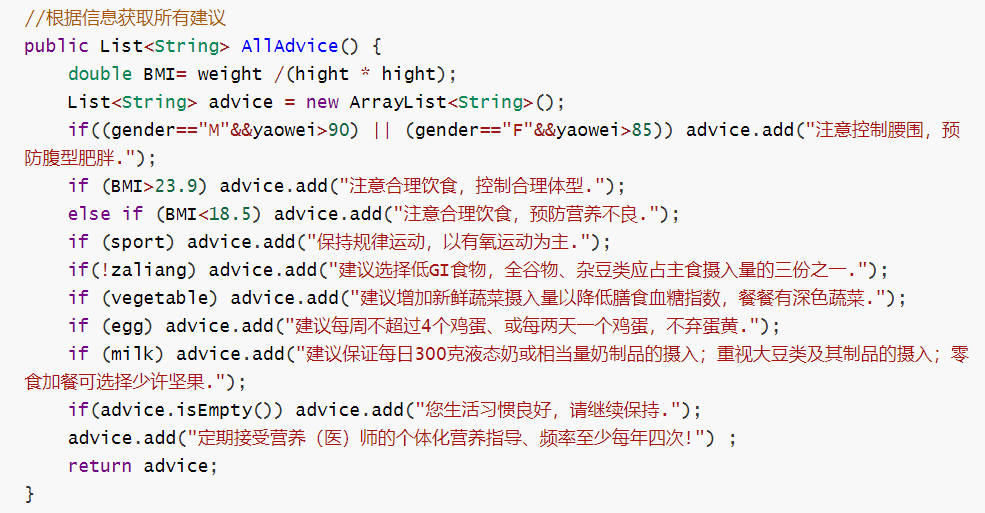 //根据信息获取所有建议
public List<String> AllAdvice() {
    double BMI= weight /(hight * hight);
    List<String> advice = new ArrayList<String>();
    if((gender=="M"&&yaowei>90) || (gender=="F"&&yaowei>85)) advice.add("注意控制腰围，预
防腹型肥胖.");
    if (BMI>23.9) advice.add("注意合理饮食，控制合理体型.");
    else if (BMI<18.5) advice.add("注意合理饮食，预防营养不良.");
    if (sport) advice.add("保持规律运动，以有氧运动为主.");
    if(!zaliang) advice.add("建议选择低GI食物，全谷物、杂豆类应占主食摄入量的三份之一.");
    if (vegetable) advice.add("建议增加新鲜蔬菜摄入量以降低膳食血糖指数，餐餐有深色蔬菜.");
    if (egg) advice.add("建议每周不超过4个鸡蛋、或每两天一个鸡蛋，不弃蛋黄.");
    if (milk) advice.add("建议保证每日300克液态奶或相当量奶制品的摄入；重视大豆类及其制品的摄入；零
食加餐可选择少许坚果.");
    if(advice.isEmpty()) advice.add("您生活习惯良好，请继续保持.");
    advice.add("定期接受营养（医）师的个体化营养指导、频率至少每年四次!") ;
    return advice;
}